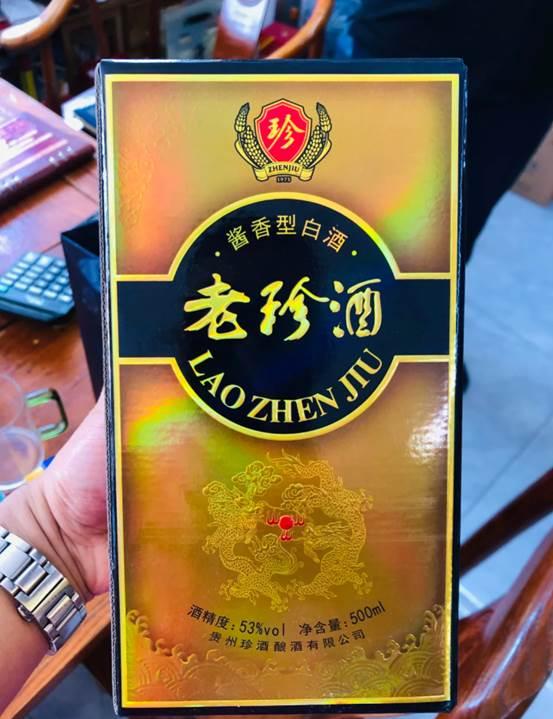 珍
ZHENJIU
1975
·酱香型白酒·
老珍酒
LAO ZHEN JIU
酒精度:53%vol 净含量:500ml
贵州珍酒酿酒有限公司